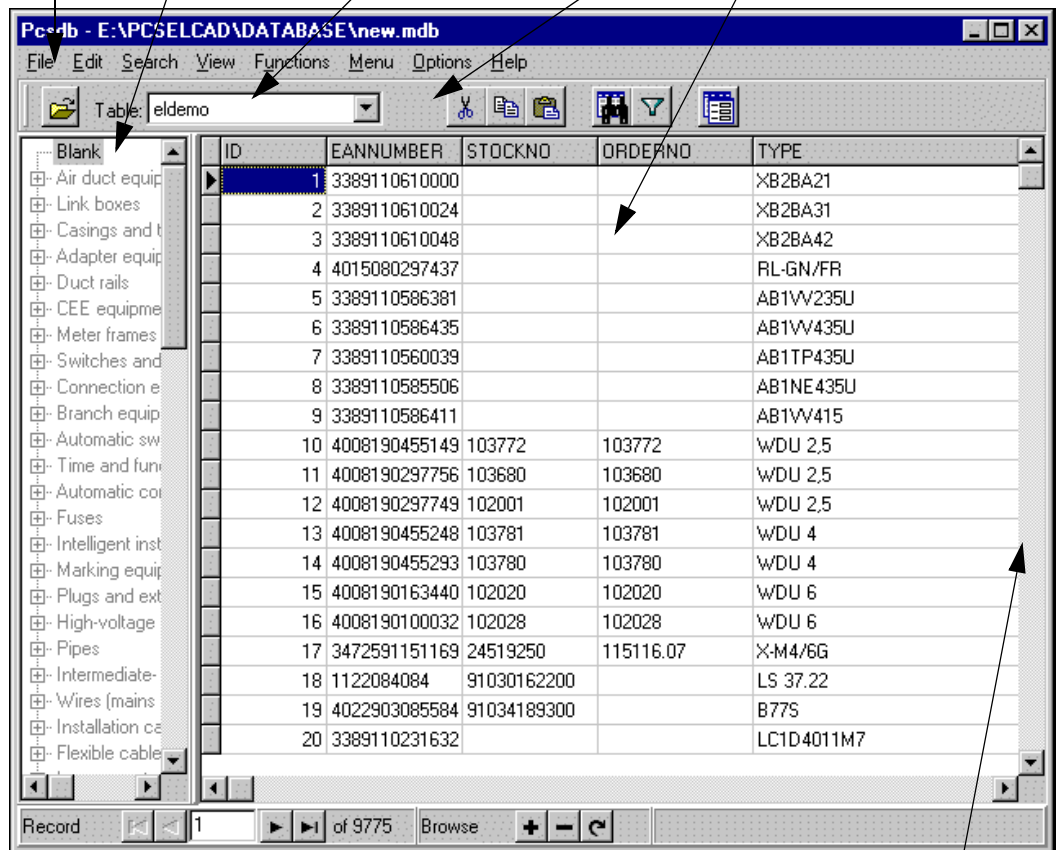 Pcsdb - E:\PCSELCAD\DATABASE\new.mdb
File Edit Search View Functions Menu Options Help
Table: eldemo
Blank
Air duct equip
Link boxes
Casings and t
Adapter equip
Duct rails
CEE equipme
Meter frames
Switches and
Connection e
Branch equip
Automatic sw
Time and fun
Automatic co
Fuses
Intelligent inst
Marking equip
Plugs and ext
High-voltage
Pipes
Intermediate-
Wires (mains
Installation ca
Flexible cable
ID EANNUMBER STOCKNO ORDERNO TYPE
1 3389110610000 XB2BA21
2 3389110610024 XB2BA31
3 3389110610048 XB2BA42
4 4015080297437 RL-GN/FR
5 3389110586381 AB1VV235U
6 3389110586435 AB1VV435U
7 3389110560039 AB1TP435U
8 3389110585506 AB1NE435U
9 3389110586411 AB1VV415
10 4008190455149 103772 103772 WDU 2,5
11 4008190297756 103680 103680 WDU 2,5
12 4008190297749 102001 102001 WDU 2,5
13 4008190455248 103781 103781 WDU 4
14 4008190455293 103780 103780 WDU 4
15 4008190163440 102020 102020 WDU 6
16 4008190100032 102028 102028 WDU 6
17 3472591151169 24519250 115116.07 X-M4/6G
18 1122084084 91030162200 LS 37.22
19 4022903085584 91034189300 B77S
20 3389110231632 LC1D4011M7
Record 1 of 9775 Browse